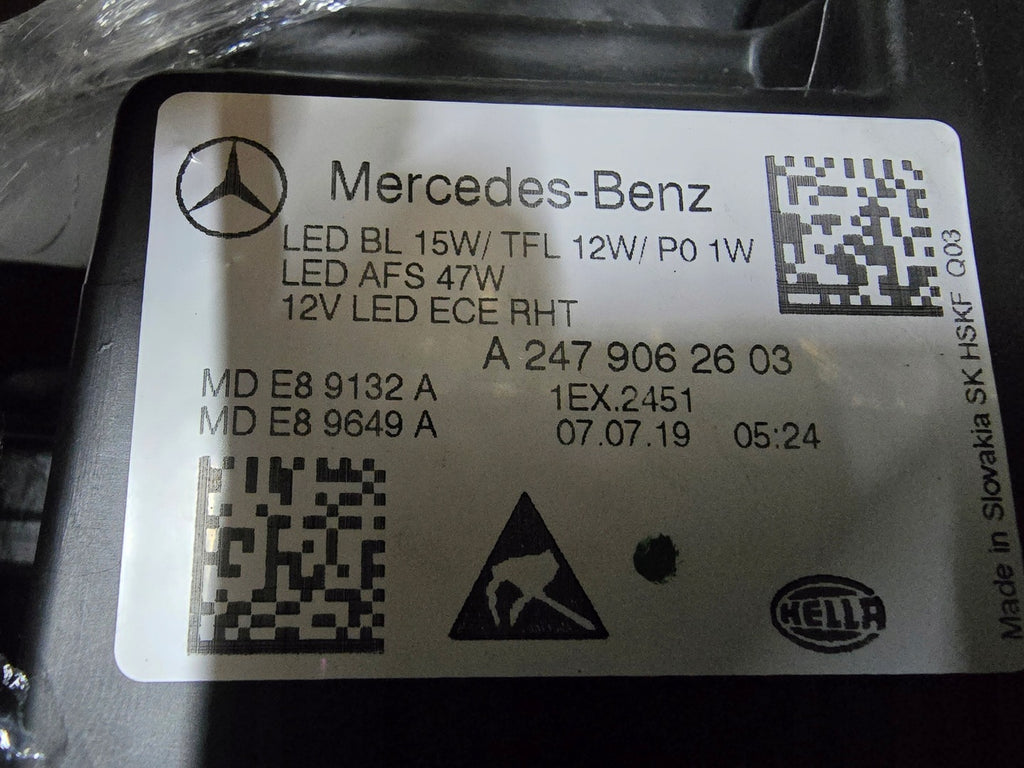 Mercedes-Benz
LED BL 15W/ TFL 12W/ P0 1W
LED AFS 47W
12V LED ECE RHT
A 247 906 26 03
MD E8 9132 A
1EX.2451
MD E8 9649 A
07.07.19 05:24
HELLA
Made in Slovakia SK HSKF Q03